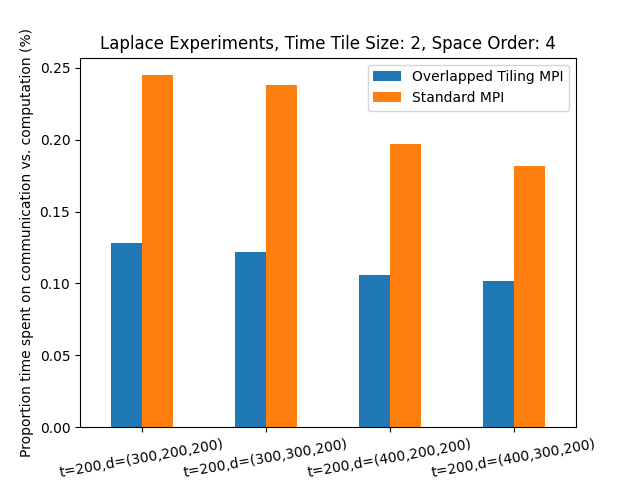 Laplace Experiments, Time Tile Size: 2, Space Order: 4
Proportion time spent on communication vs. computation (%)
0.25
0.20
0.15
0.10
0.05
0.00
Overlapped Tiling MPI
Standard MPI
t=200,d=(300,200,200)
t=200,d=(300,300,200)
t=200,d=(400,200,200)
t=200,d=(400,300,200)